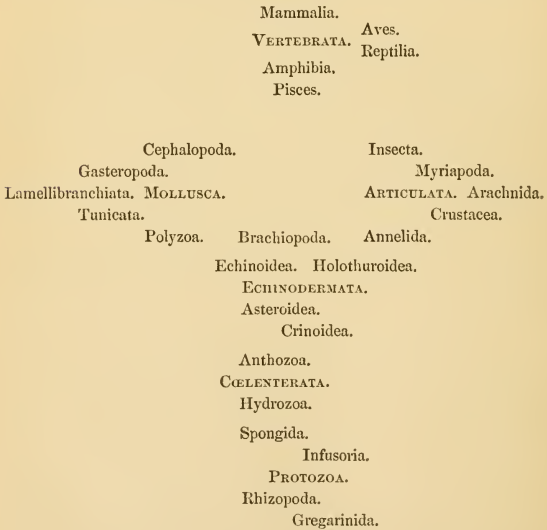 Mammalia.
Aves.
VERTEBRATA.
Reptilia.
Amphibia.
Pisces.
Cephalopoda. Insecta.
Gasteropoda. Myriapoda.
Lamellibranchiata. MOLLUSCA. ARTICULATA. Arachnida.
Tunicata. Crustacea.
Polyzoa. Brachiopoda. Annelida.
Echinoidea. Holothuroidea.
ECHINODERMATA.
Asteroidea.
Crinoidea.
Anthozoa.
CŒLENTERATA.
Hydrozoa.
Spongida.
Infusoria.
PROTOZOA.
Rhizopoda.
Gregarinida.